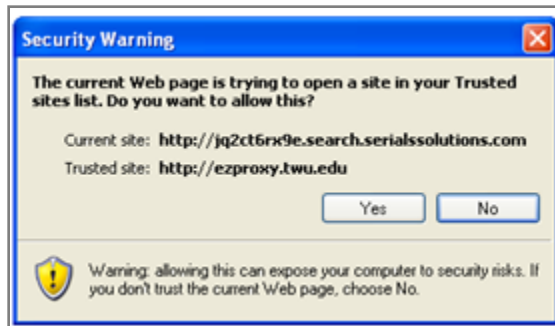 Security Warning
The current Web page is trying to open a site in your Trusted
sites list. Do you want to allow this?
Current site: http://jq2ct6rx9e.search.serialssolutions.com
Trusted site: http://ezproxy.twu.edu
Yes No
Warning: allowing this can expose your computer to security risks. If
you don't trust the current Web page, choose No.